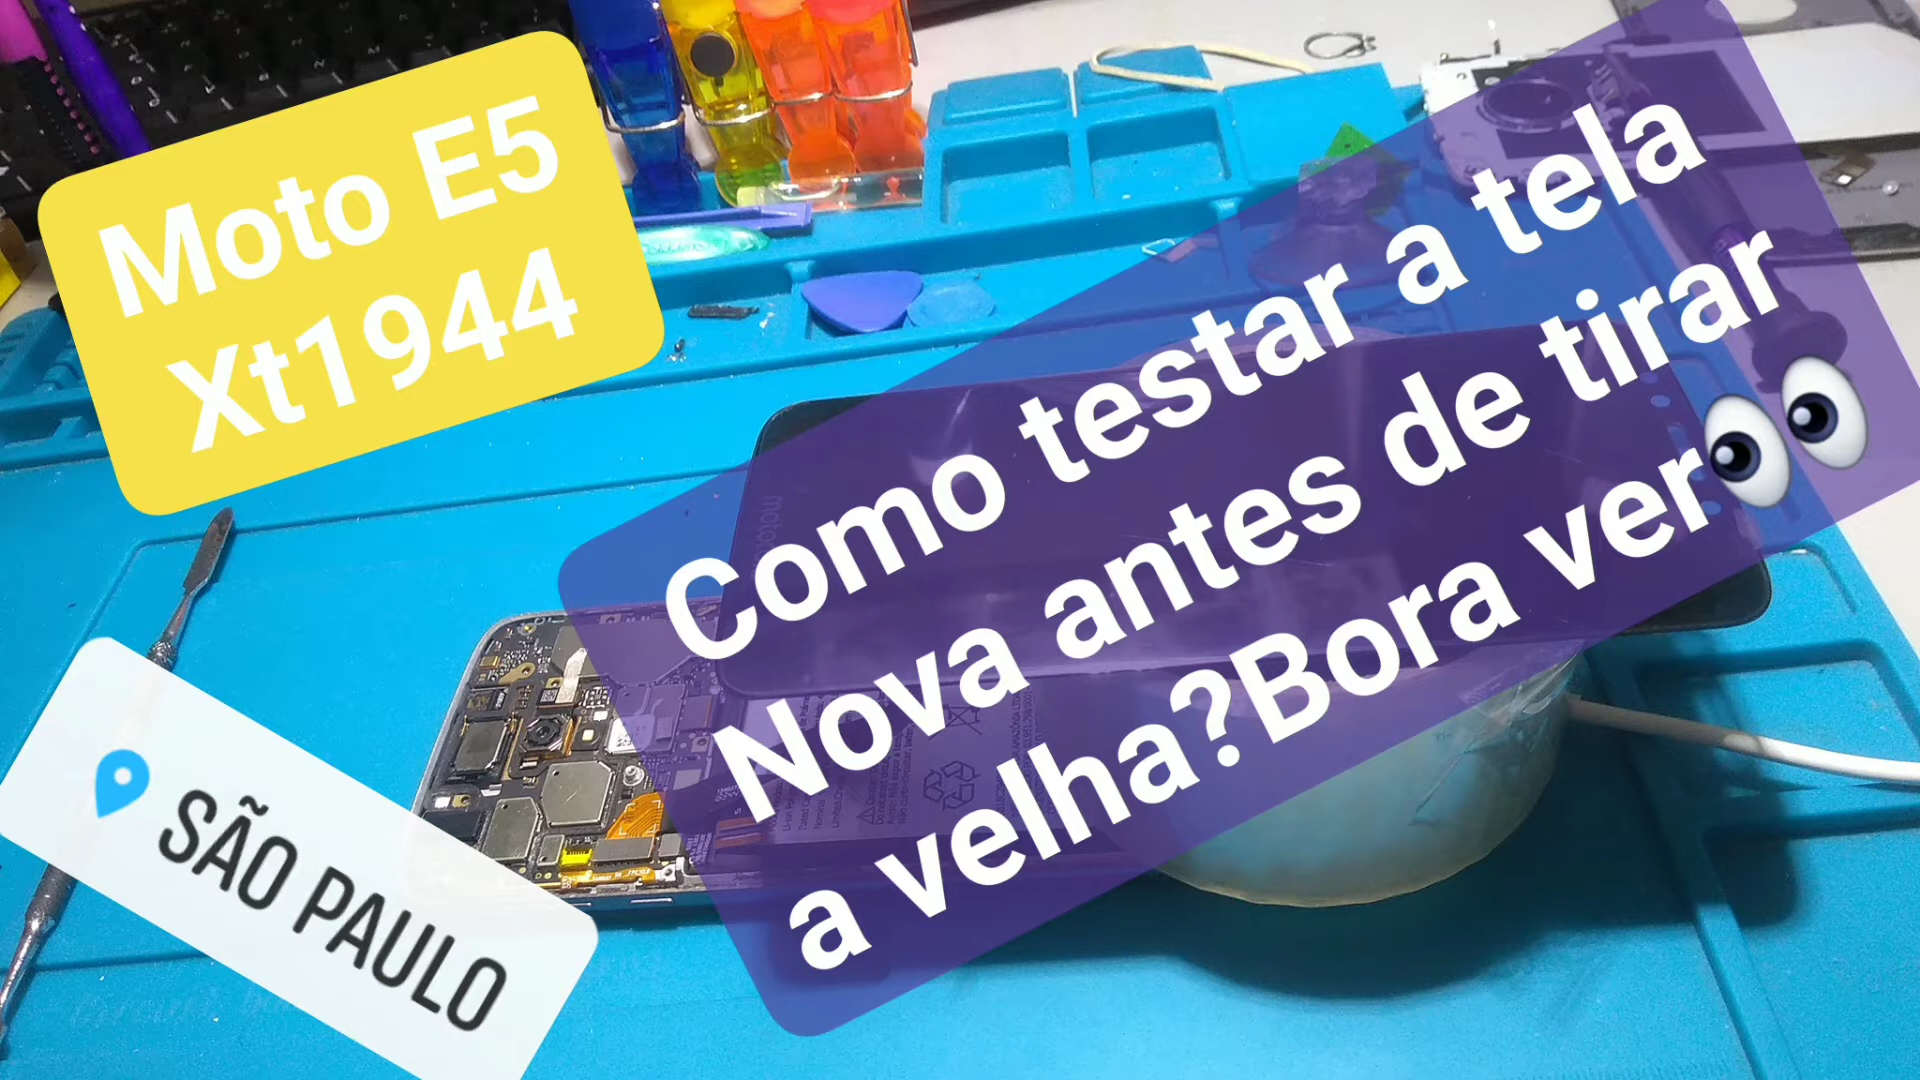 Moto E5
Xt1944
Como testar a tela
Nova antes de tirar
a velha?Bora ver
SÃO PAULO